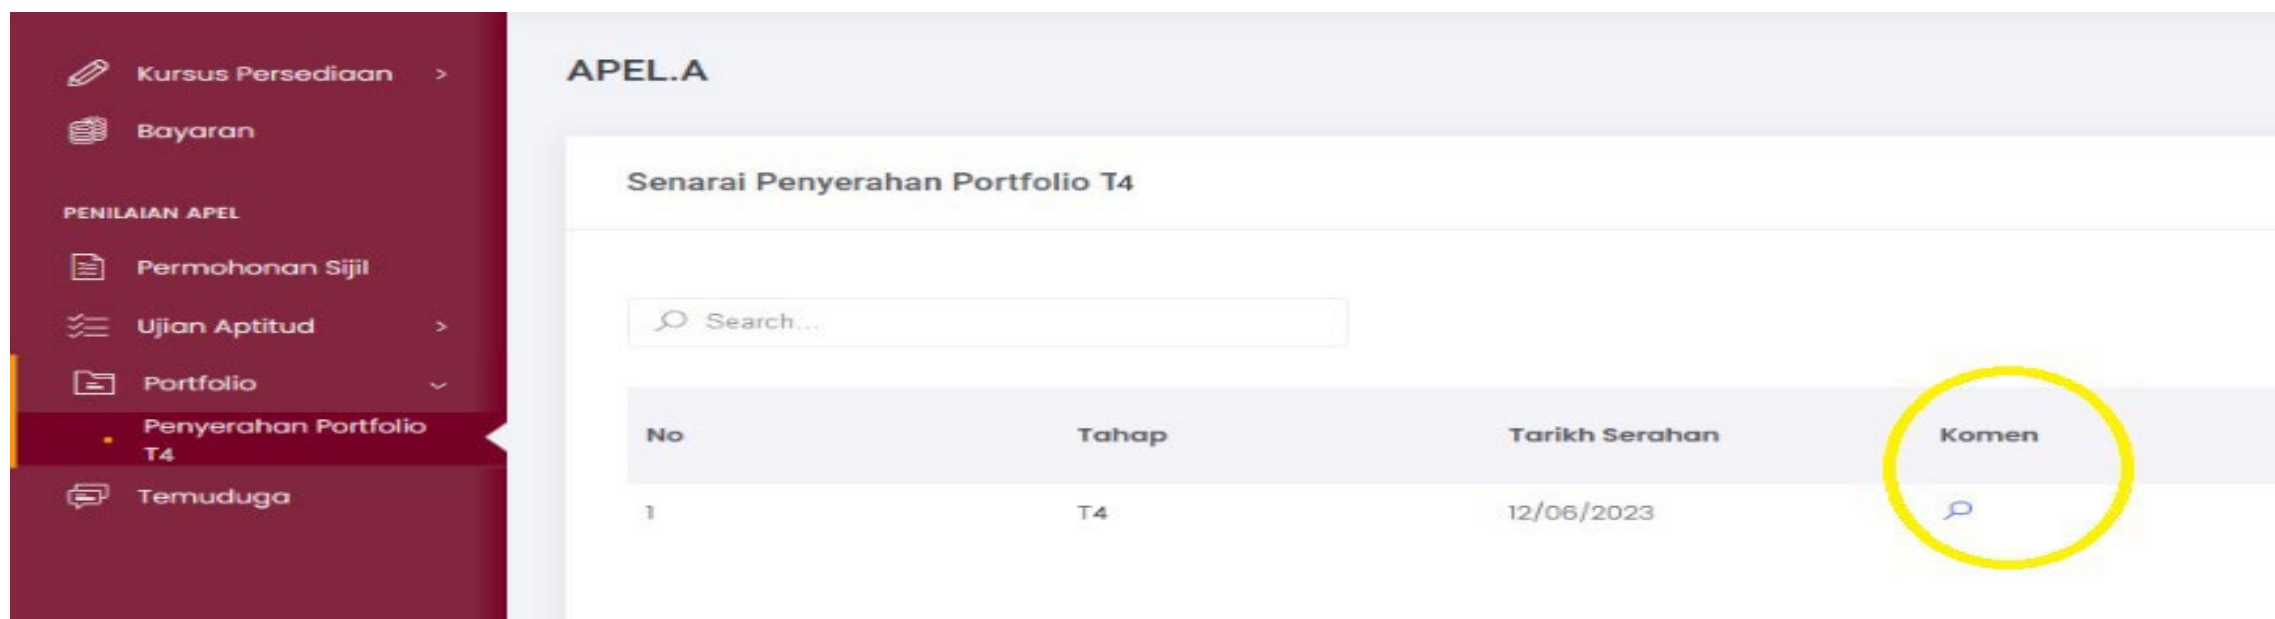 Kursus Persediaan >
Bayaran
PENILAIAN APEL
Permohonan Sijil
Ujian Aptitud >
Portfolio
Penyerahan Portfolio
T4
Temuduga
APEL.A
Senarai Penyerahan Portfolio T4
Search...
No Tahap Tarikh Serahan Komen
1 T4 12/06/2023